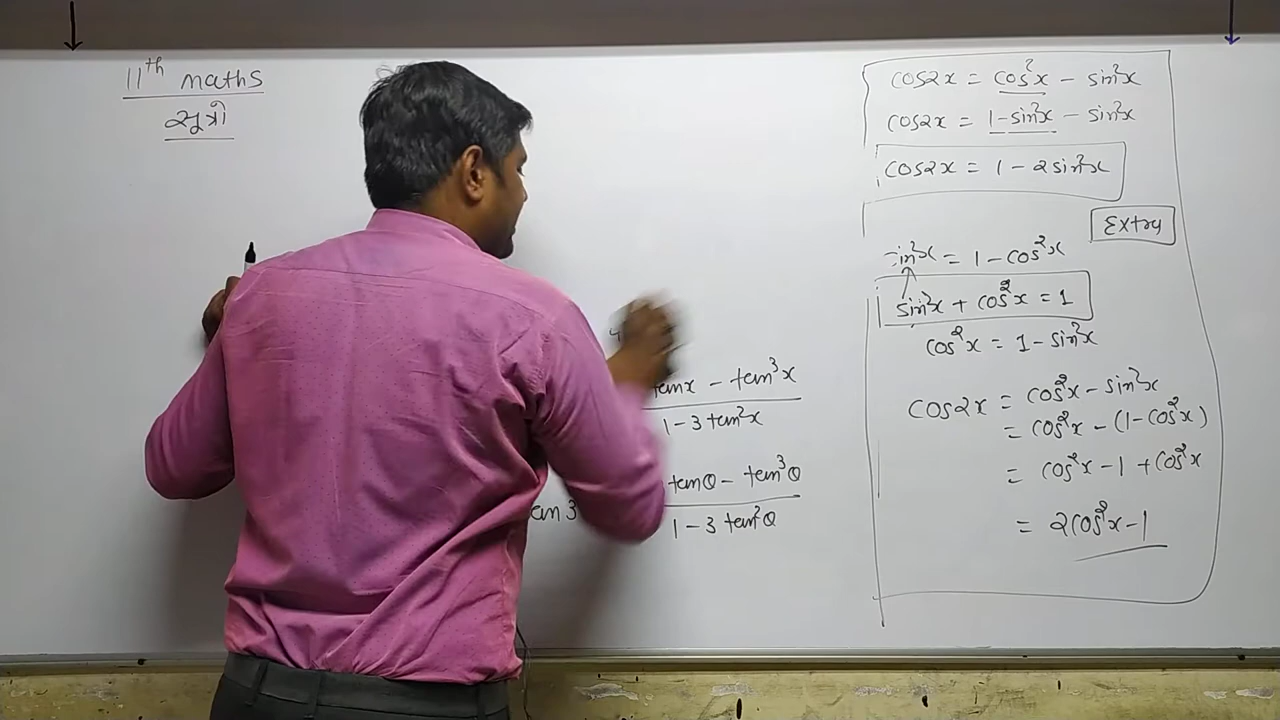 11th maths
सूत्रो
tanx - tan³x
1 - 3 tan²x
tanθ - tan³θ
an 3
1 - 3 tan²θ
cos2x = cos²x - sin²x
cos2x = 1-sin²x - sin²x
cos2x = 1 - 2sin²x
Extra
sin²x = 1 - cos²x
sin²x + cos²x = 1
cos²x = 1 - sin²x
cos2x = cos²x - sin²x
= cos²x - (1-cos²x)
= cos²x - 1 + cos²x
= 2cos²x - 1